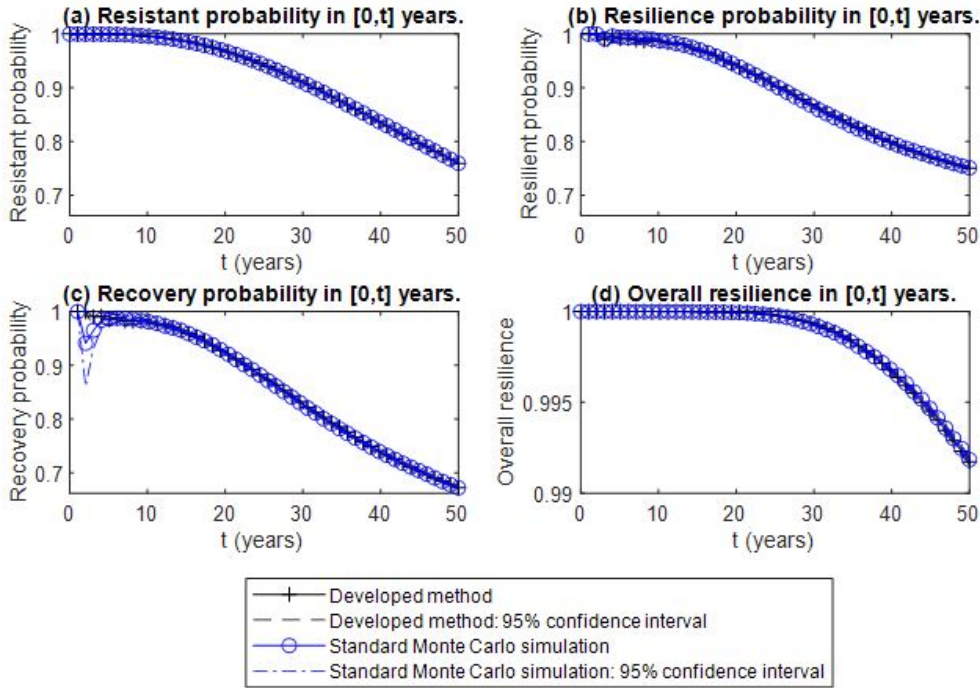 (a) Resistant probability in [0,t] years.
Resistant probability
1
0.9
0.8
0.7
0 10 20 30 40 50
t (years)
(b) Resilience probability in [0,t] years.
Resilient probability
1
0.9
0.8
0.7
0 10 20 30 40 50
t (years)
(c) Recovery probability in [0,t] years.
Recovery probability
1
0.9
0.8
0.7
0 10 20 30 40 50
t (years)
(d) Overall resilience in [0,t] years.
Overall resilience
1
0.995
0.99
0 10 20 30 40 50
t (years)
Developed method
Developed method: 95% confidence interval
Standard Monte Carlo simulation
Standard Monte Carlo simulation: 95% confidence interval